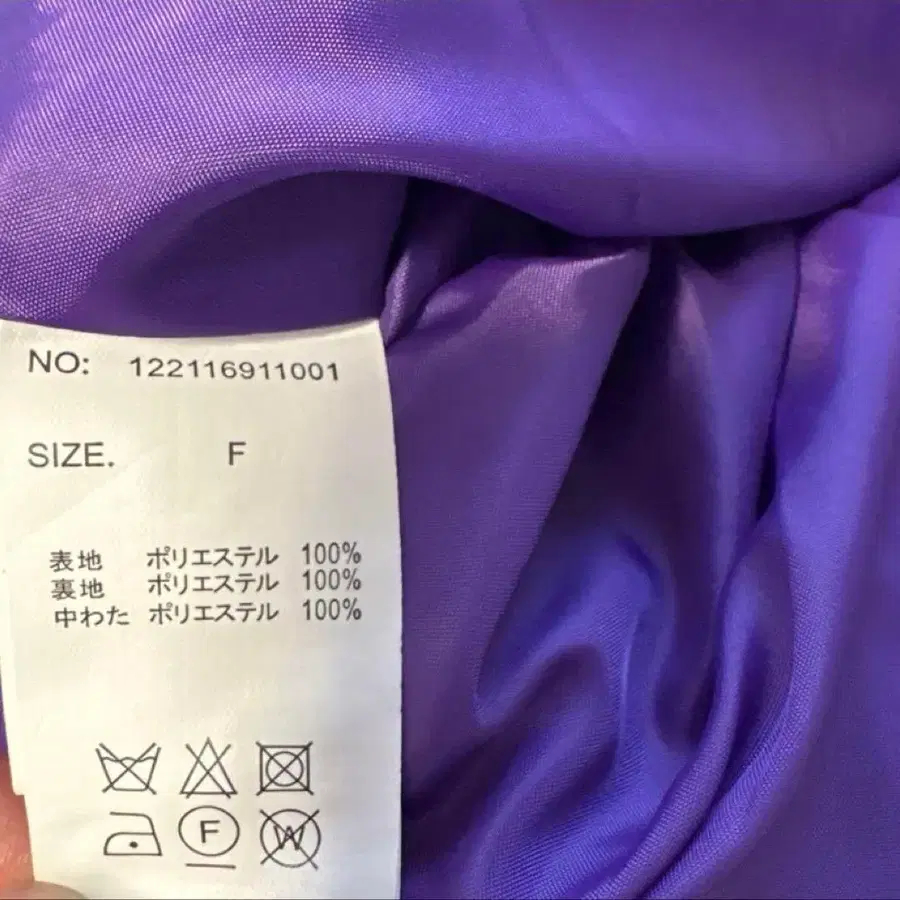 NO: 122116911001
SIZE. F
表地 ポリエステル 100%
裏地 ポリエステル 100%
中わた ポリエステル 100%
F
W